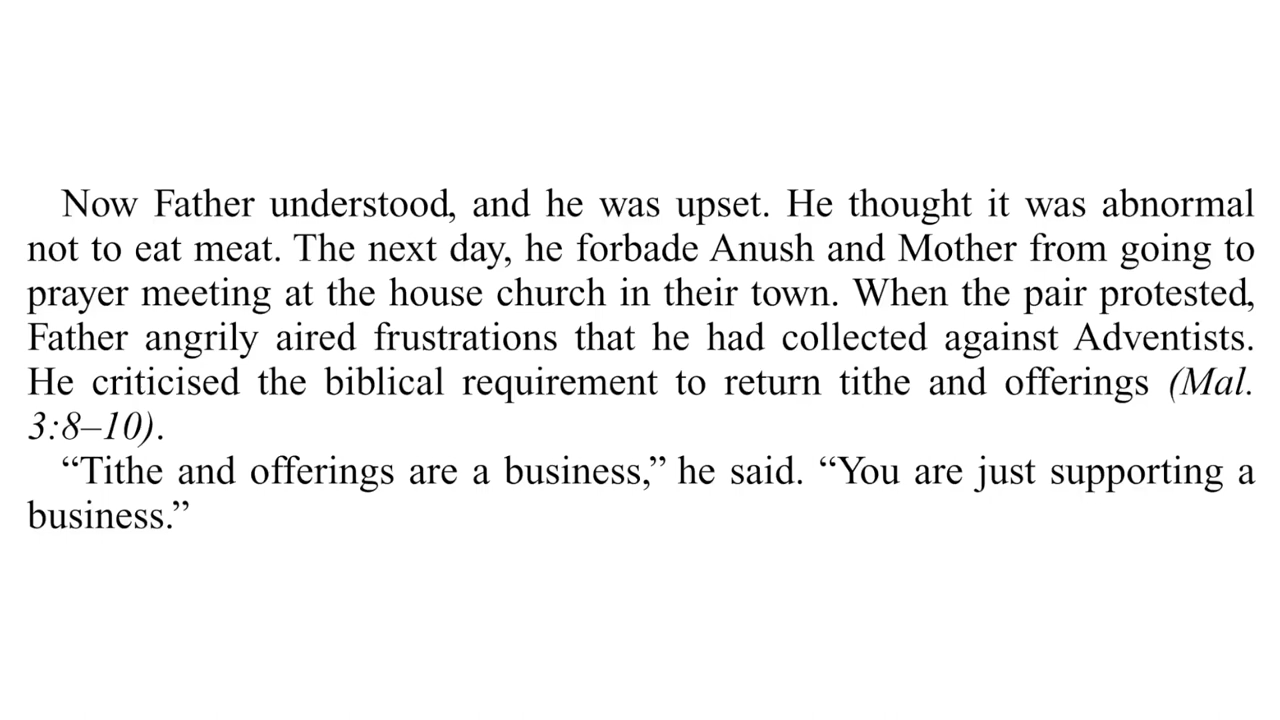 Now Father understood, and he was upset. He thought it was abnormal
not to eat meat. The next day, he forbade Anush and Mother from going to
prayer meeting at the house church in their town. When the pair protested,
Father angrily aired frustrations that he had collected against Adventists.
He criticised the biblical requirement to return tithe and offerings (Mal.
3:8–10).
“Tithe and offerings are a business,” he said. “You are just supporting a
business.”